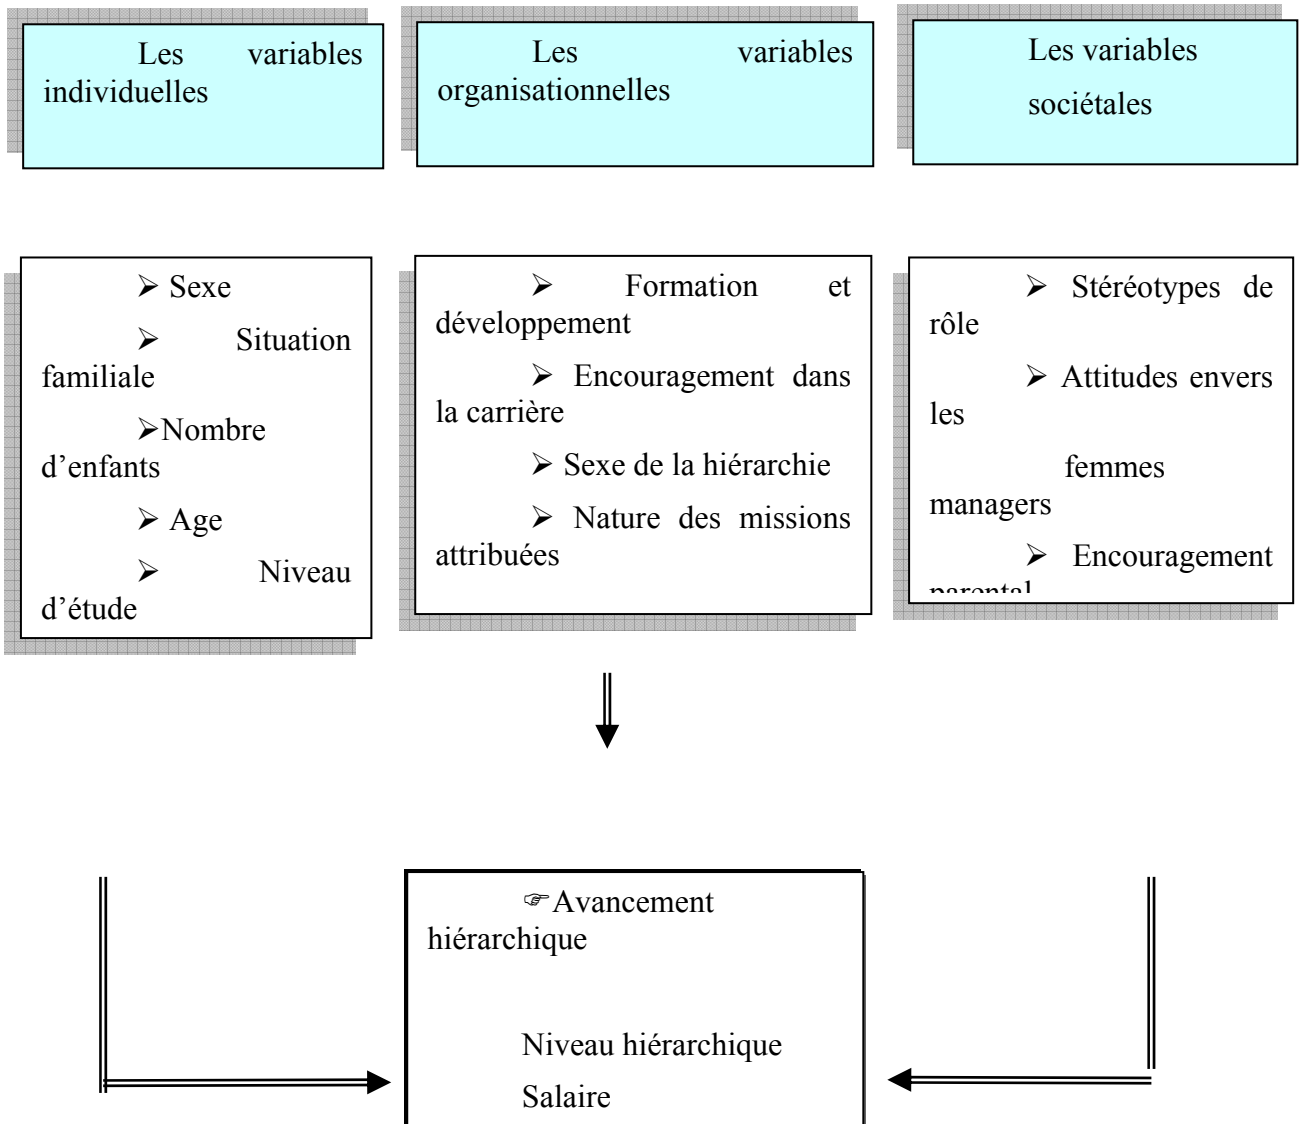 Les variables
individuelles
Les variables
organisationnelles
Les variables
sociétales
➢ Sexe
➢ Situation
familiale
➢Nombre
d’enfants
➢ Age
➢ Niveau
d’étude
➢ Formation et
développement
➢ Encouragement dans
la carrière
➢ Sexe de la hiérarchie
➢ Nature des missions
attribuées
➢ Stéréotypes de
rôle
➢ Attitudes envers
les
femmes
managers
➢ Encouragement
parental
☞Avancement
hiérarchique
Niveau hiérarchique
Salaire